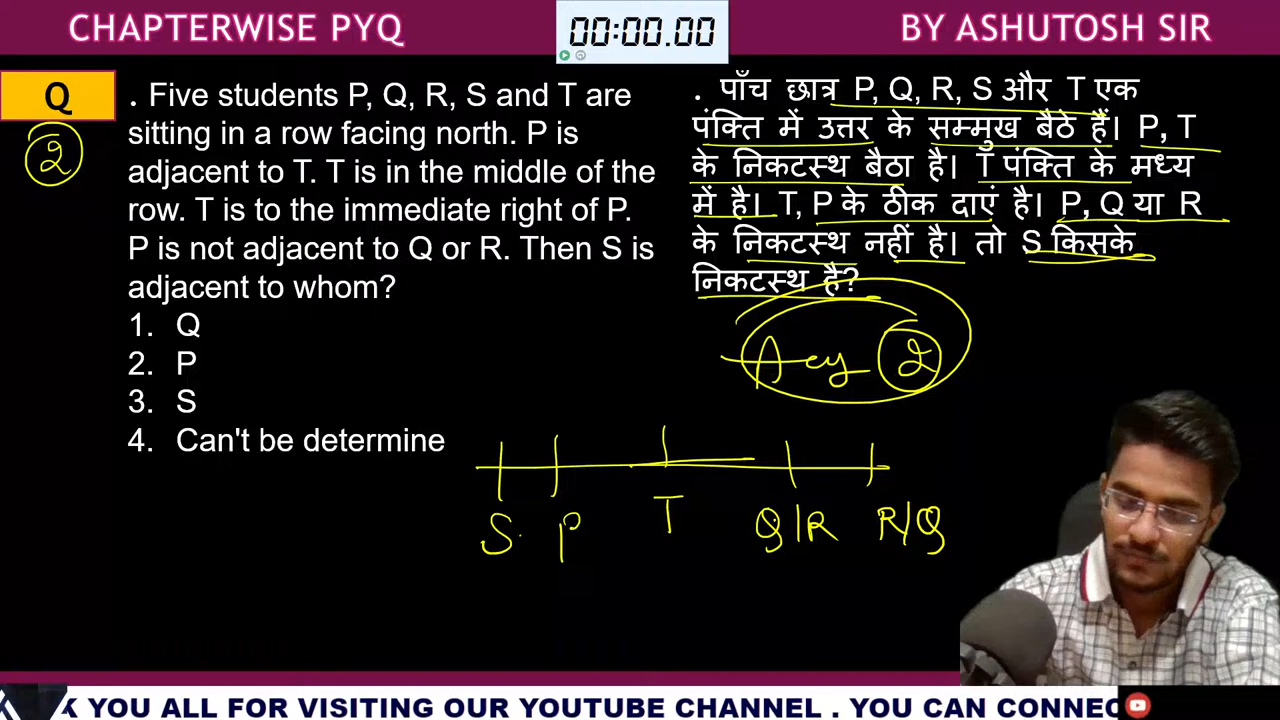 CHAPTERWISE PYQ
00:00.00
BY ASHUTOSH SIR
Q
2
. Five students P, Q, R, S and T are
sitting in a row facing north. P is
adjacent to T. T is in the middle of the
row. T is to the immediate right of P.
P is not adjacent to Q or R. Then S is
adjacent to whom?
1. Q
2. P
3. S
4. Can't be determine
. पाँच छात्र P, Q, R, S और T एक
पंक्ति में उत्तर के सम्मुख बैठे हैं। P, T
के निकटस्थ बैठा है। T पंक्ति के मध्य
में है। T, P के ठीक दाएं है। P, Q या R
के निकटस्थ नहीं है। तो S किसके
निकटस्थ है?
2
S P T Q/R R/Q
K YOU ALL FOR VISITING OUR YOUTUBE CHANNEL . YOU CAN CONNEC